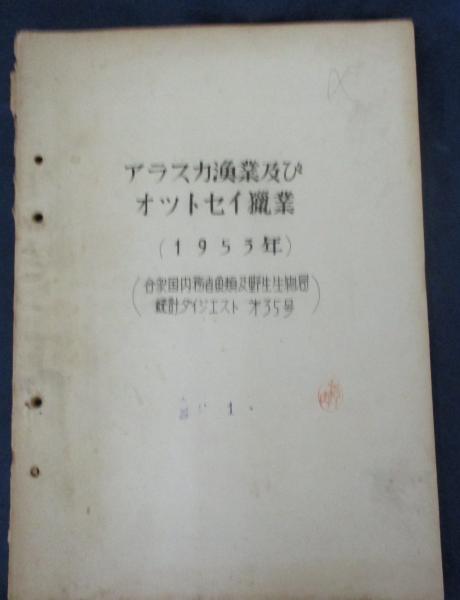 アラスカ漁業及び
オットセイ猟業
(1953年)
(合衆国内務省魚類及野生生物局
統計ダイジェスト 第35号)